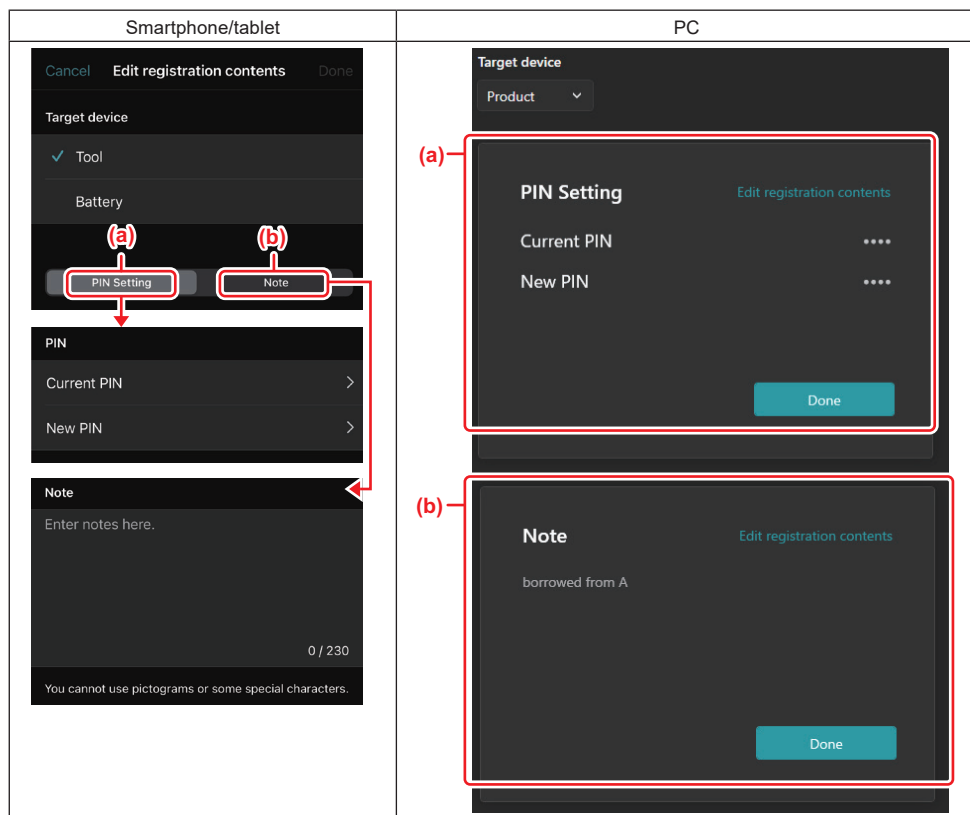 Smartphone/tablet
Cancel Edit registration contents Done
Target device
Tool
Battery
(a) (b)
PIN Setting Note
PIN
Current PIN
New PIN
Note
Enter notes here.
0 / 230
You cannot use pictograms or some special characters.
PC
Target device
Product
(a)
PIN Setting Edit registration contents
Current PIN ••••
New PIN ••••
Done
(b)
Note Edit registration contents
borrowed from A
Done